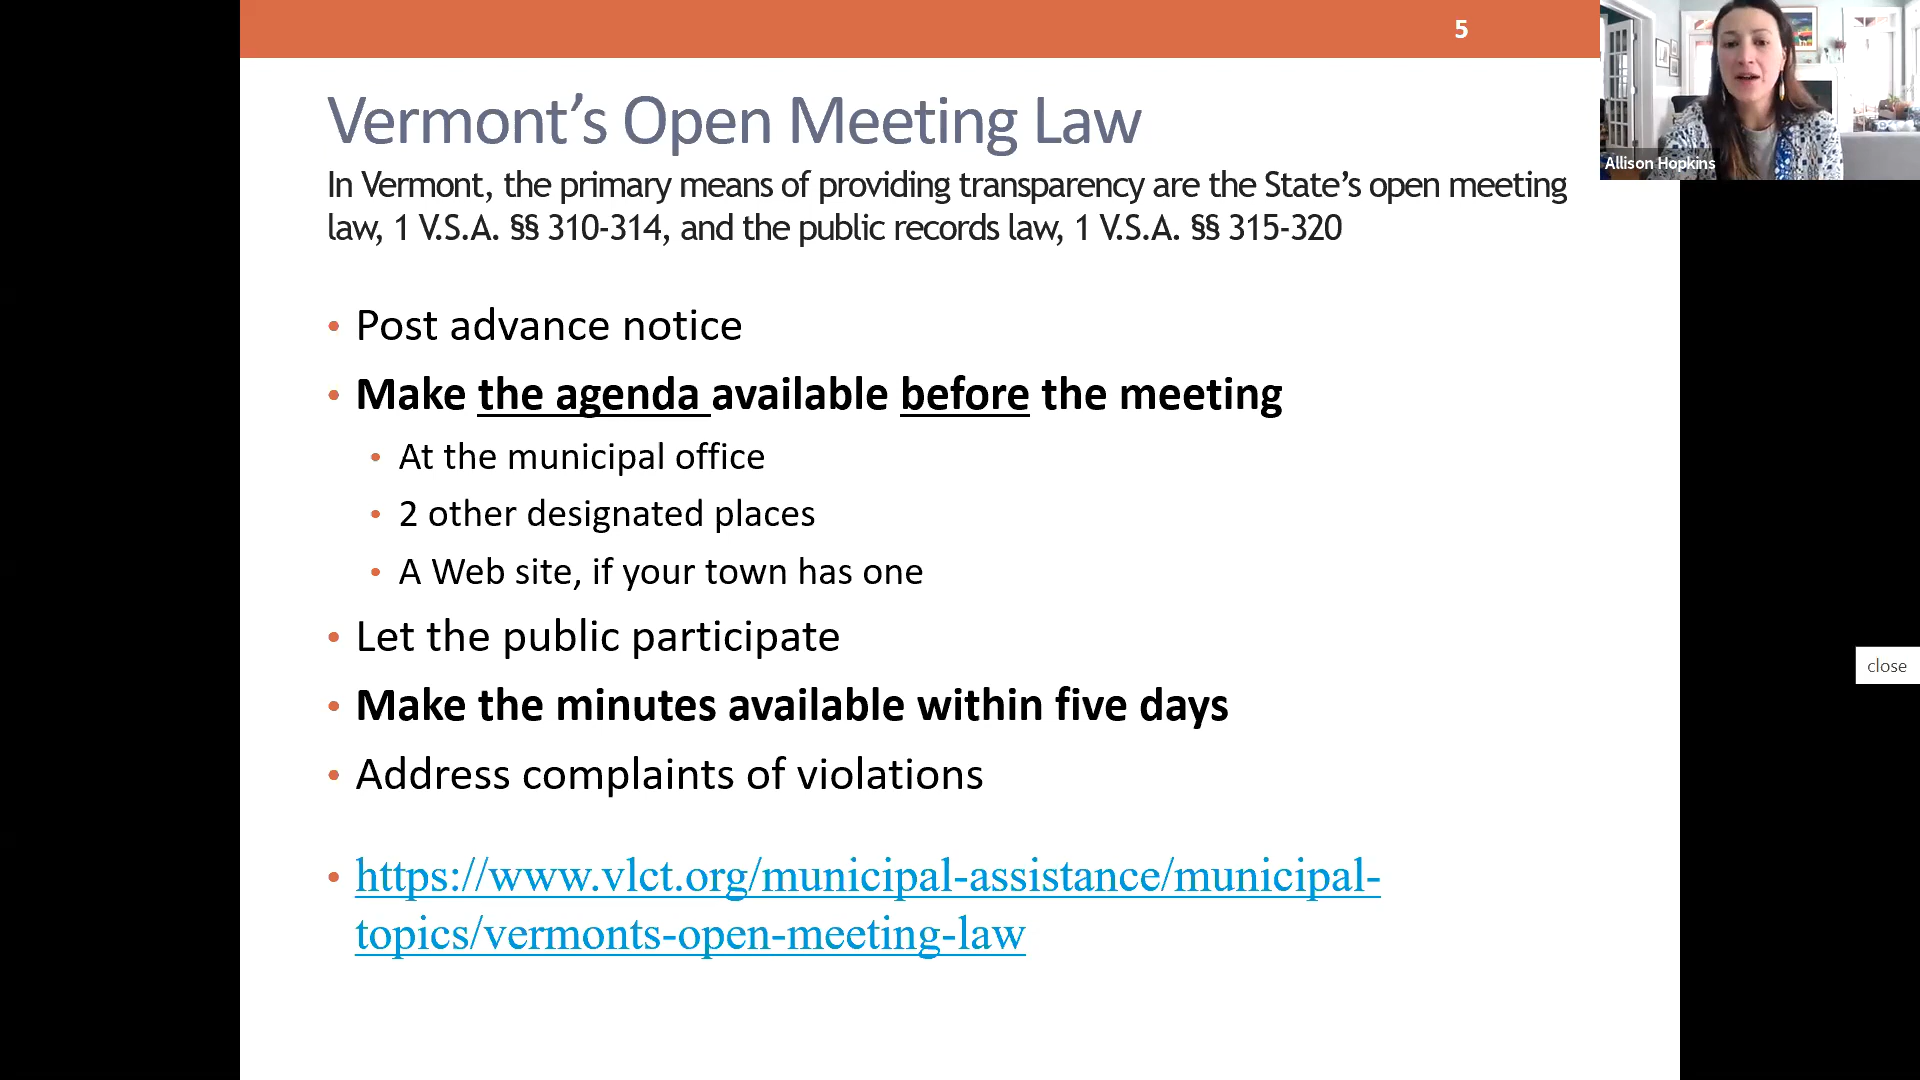 5
Vermont’s Open Meeting Law
In Vermont, the primary means of providing transparency are the State’s open meeting
law, 1 V.S.A. §§ 310-314, and the public records law, 1 V.S.A. §§ 315-320
• Post advance notice
• Make the agenda available before the meeting
• At the municipal office
• 2 other designated places
• A Web site, if your town has one
• Let the public participate
• Make the minutes available within five days
• Address complaints of violations
• https://www.vlct.org/municipal-assistance/municipal-
topics/vermonts-open-meeting-law
Allison Hopkins
close